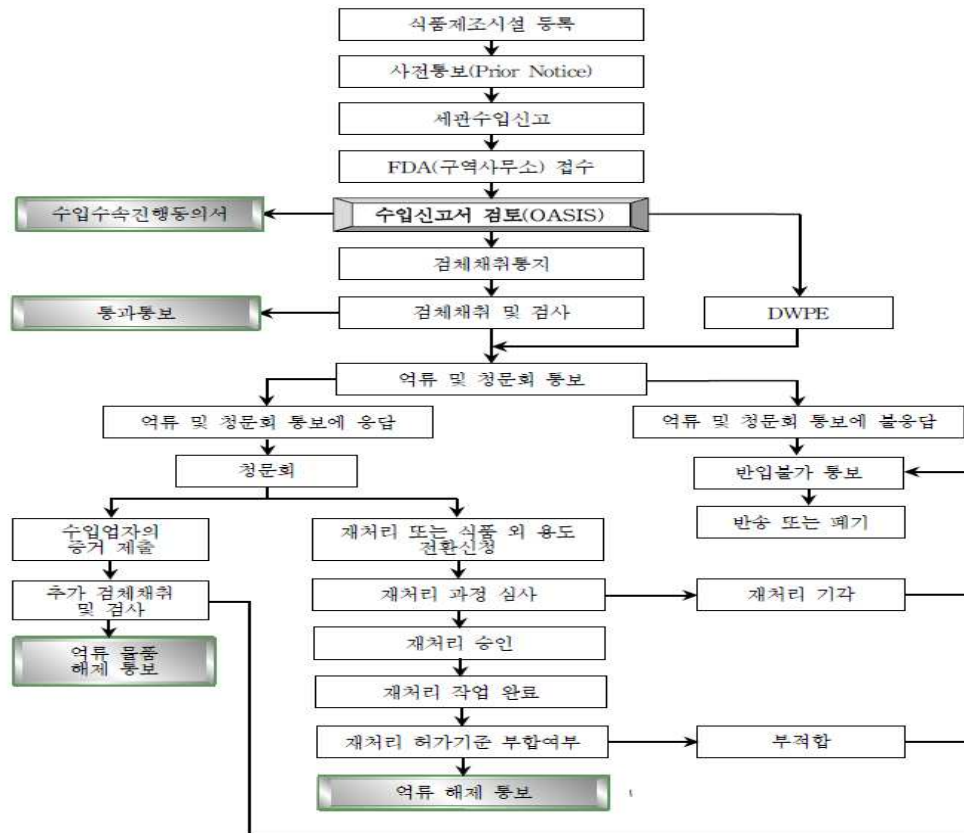 식품제조시설 등록
사전통보(Prior Notice)
세관수입신고
FDA(구역사무소) 접수
수입수속진행동의서
수입신고서 검토(OASIS)
검체채취통지
통과통보
검체채취 및 검사
DWPE
억류 및 청문회 통보
억류 및 청문회 통보에 응답
억류 및 청문회 통보에 불응답
청문회
반입불가 통보
수입업자의
증거 제출
재처리 또는 식품 외 용도
전환신청
반송 또는 폐기
추가 검체채취
및 검사
재처리 과정 심사
재처리 기각
억류 물품
해제 통보
재처리 승인
재처리 작업 완료
재처리 허가기준 부합여부
부적합
억류 해제 통보